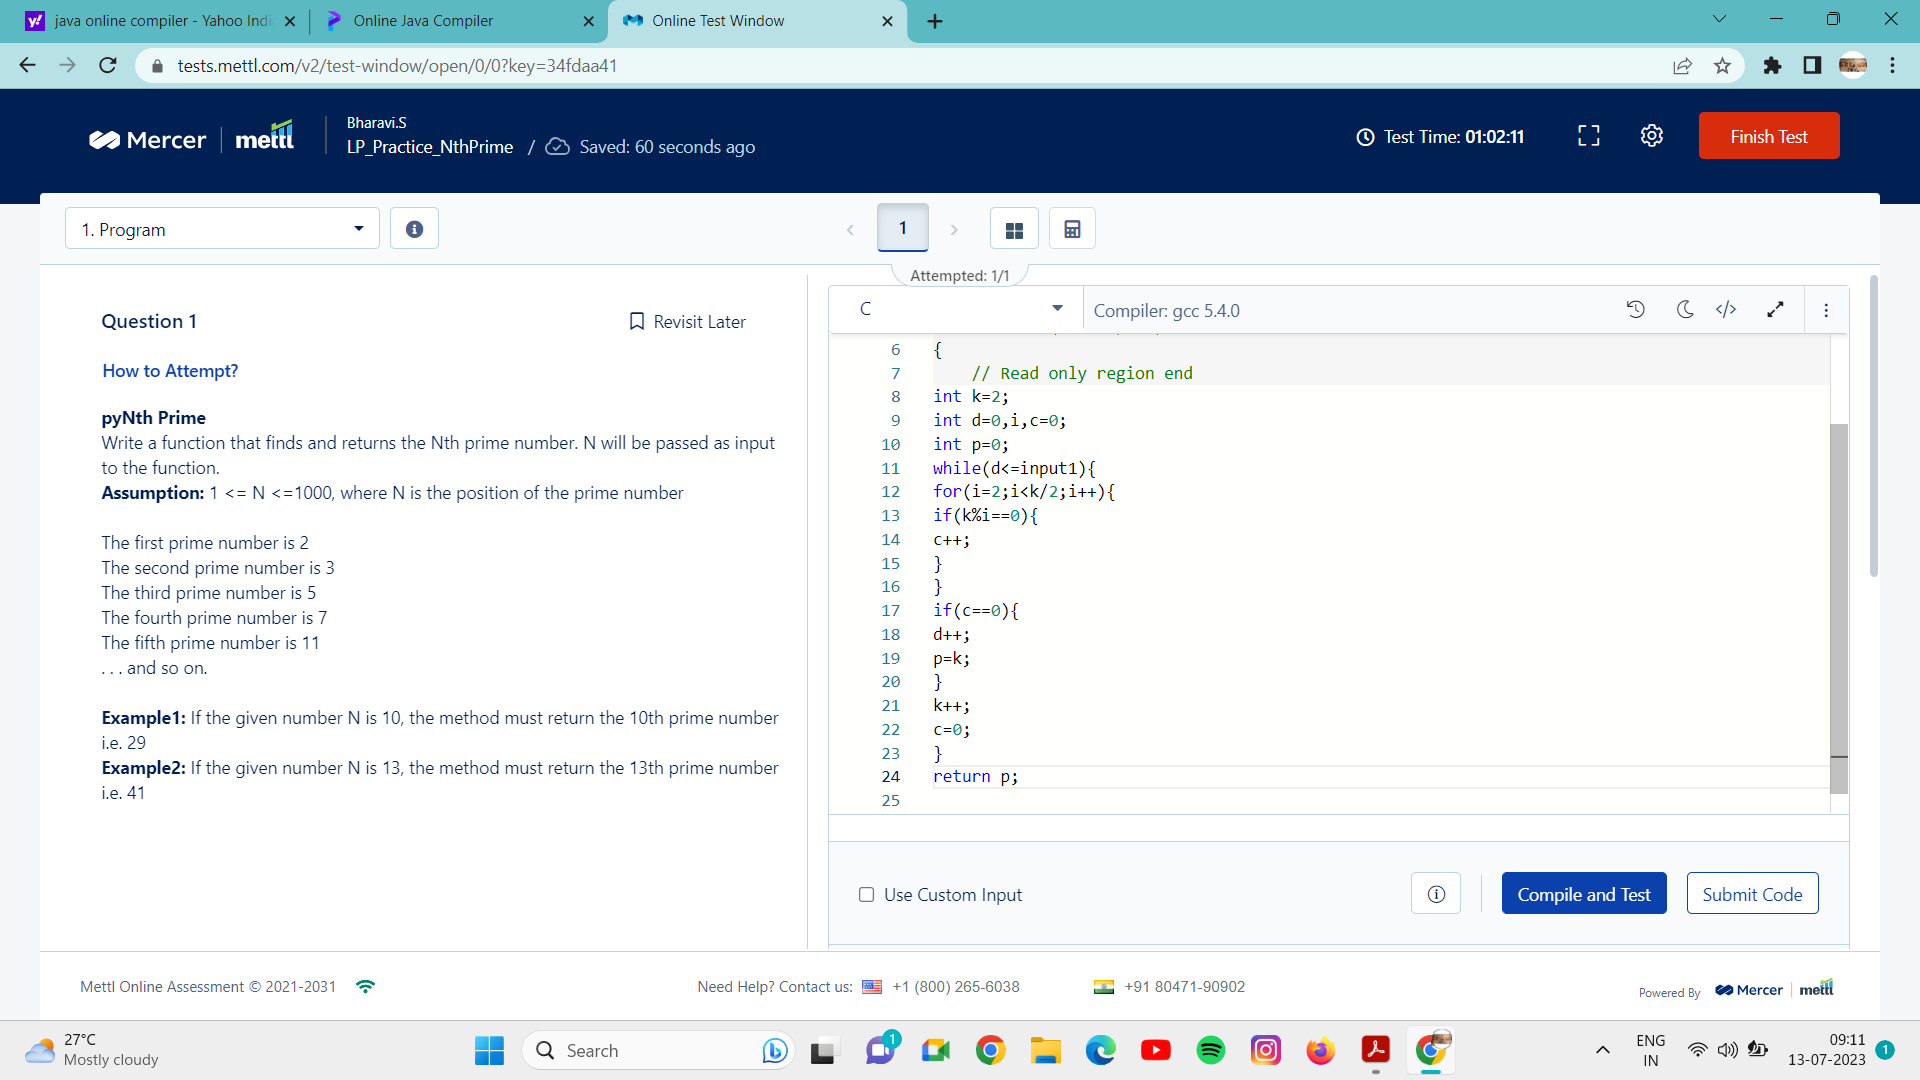 java online compiler - Yahoo Indi
Online Java Compiler
Online Test Window
tests.mettl.com/v2/test-window/open/0/0?key=34fdaa41
Mercer
mettl
Bharavi.S
LP_Practice_NthPrime / Saved: 60 seconds ago
Test Time: 01:02:11
Finish Test
1. Program
1
Attempted: 1/1
Question 1
Revisit Later
How to Attempt?
pyNth Prime
Write a function that finds and returns the Nth prime number. N will be passed as input
to the function.
Assumption: 1 <= N <=1000, where N is the position of the prime number
The first prime number is 2
The second prime number is 3
The third prime number is 5
The fourth prime number is 7
The fifth prime number is 11
. . . and so on.
Example1: If the given number N is 10, the method must return the 10th prime number
i.e. 29
Example2: If the given number N is 13, the method must return the 13th prime number
i.e. 41
C
Compiler: gcc 5.4.0
6 {
7 // Read only region end
8 int k=2;
9 int d=0,i,c=0;
10 int p=0;
11 while(d<=input1){
12 for(i=2;i<k/2;i++){
13 if(k%i==0){
14 c++;
15 }
16 }
17 if(c==0){
18 d++;
19 p=k;
20 }
21 k++;
22 c=0;
23 }
24 return p;
25
Use Custom Input
Compile and Test
Submit Code
Mettl Online Assessment © 2021-2031
Need Help? Contact us: +1 (800) 265-6038
+91 80471-90902
Powered By Mercer mettl
27°C
Mostly cloudy
Search
1
ENG
IN
09:11
13-07-2023
1